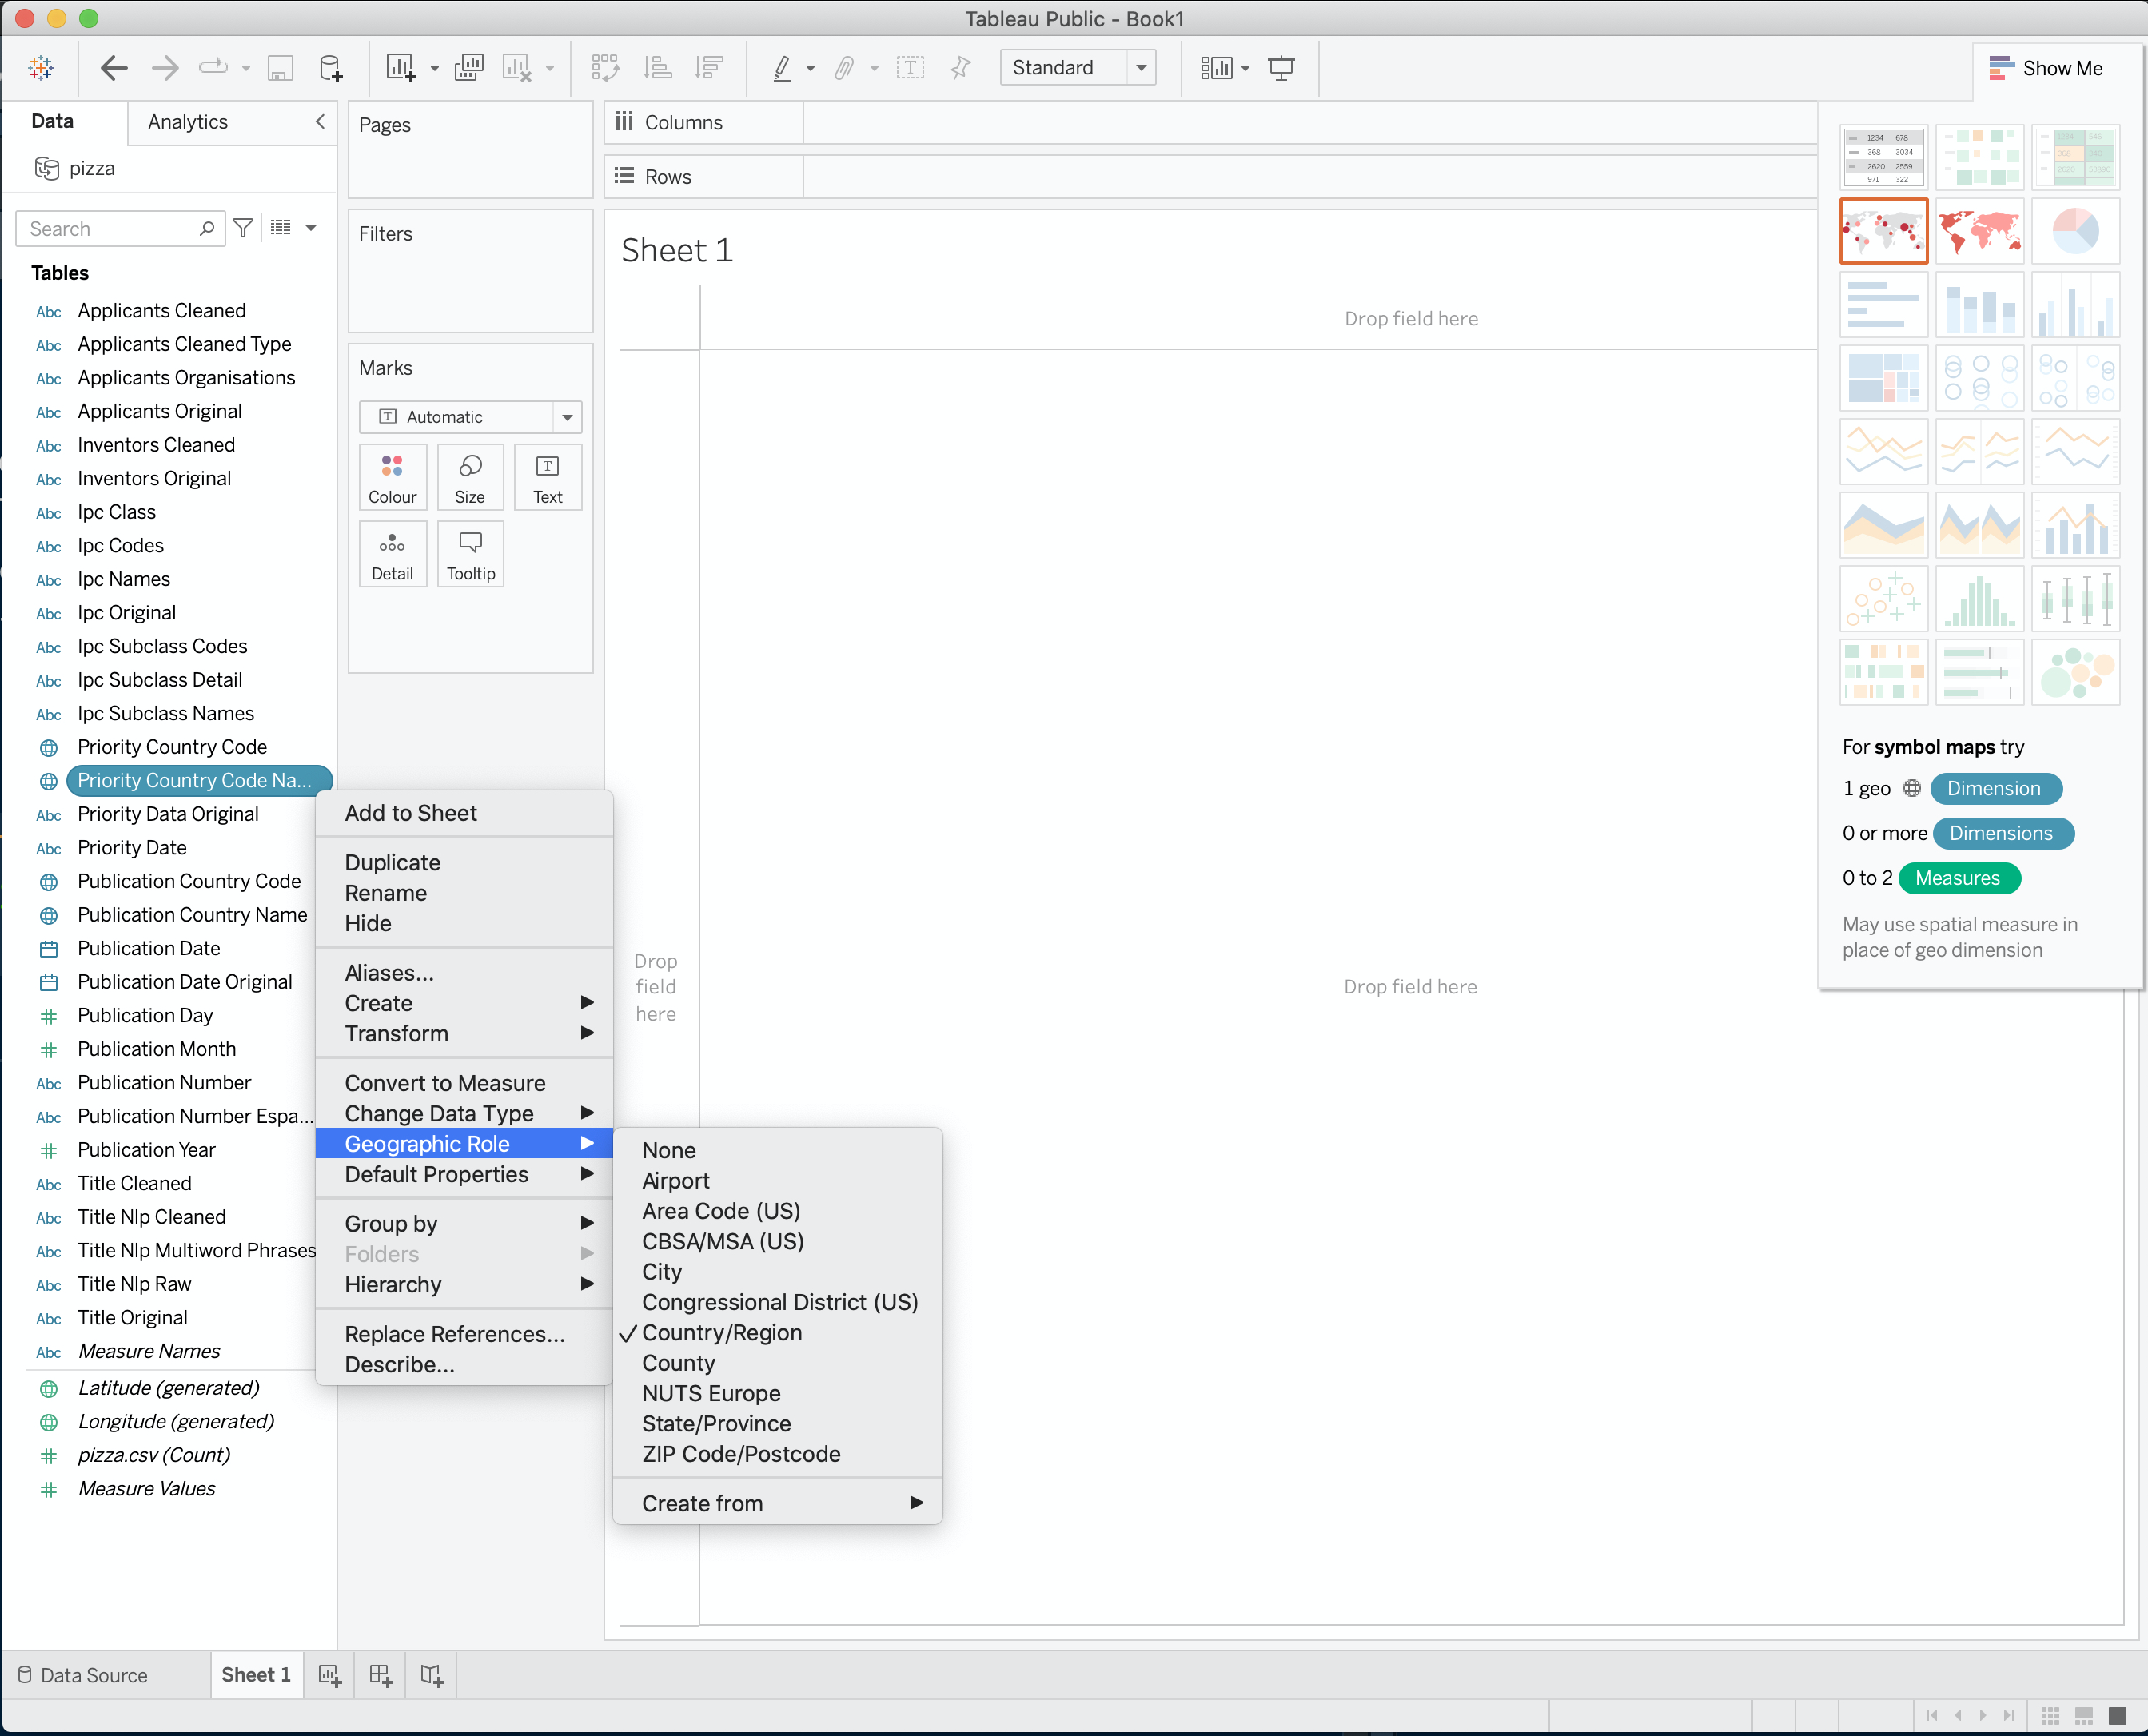 Tableau Public - Book1
Standard
Show Me
Data
Analytics
pizza
Search
Tables
Abc Applicants Cleaned
Abc Applicants Cleaned Type
Abc Applicants Organisations
Abc Applicants Original
Abc Inventors Cleaned
Abc Inventors Original
Abc Ipc Class
Abc Ipc Codes
Abc Ipc Names
Abc Ipc Original
Abc Ipc Subclass Codes
Abc Ipc Subclass Detail
Abc Ipc Subclass Names
Priority Country Code
Priority Country Code Na...
Abc Priority Data Original
Abc Priority Date
Publication Country Code
Publication Country Name
Publication Date
Publication Date Original
Publication Day
Publication Month
Abc Publication Number
Abc Publication Number Espa...
Publication Year
Abc Title Cleaned
Abc Title Nlp Cleaned
Abc Title Nlp Multiword Phrases
Abc Title Nlp Raw
Abc Title Original
Abc Measure Names
Latitude (generated)
Longitude (generated)
pizza.csv (Count)
Measure Values
Pages
Filters
Marks
T Automatic
Colour
Size
Text
Detail
Tooltip
Columns
Rows
Sheet 1
Drop field here
Drop
field
here
Drop field here
Add to Sheet
Duplicate
Rename
Hide
Aliases...
Create
Transform
Convert to Measure
Change Data Type
Geographic Role
Default Properties
Group by
Folders
Hierarchy
Replace References...
Describe...
None
Airport
Area Code (US)
CBSA/MSA (US)
City
Congressional District (US)
Country/Region
County
NUTS Europe
State/Province
ZIP Code/Postcode
Create from
1234 678
368 3034
2620 2559
971 322
For symbol maps try
1 geo Dimension
0 or more Dimensions
0 to 2 Measures
May use spatial measure in
place of geo dimension
Data Source
Sheet 1